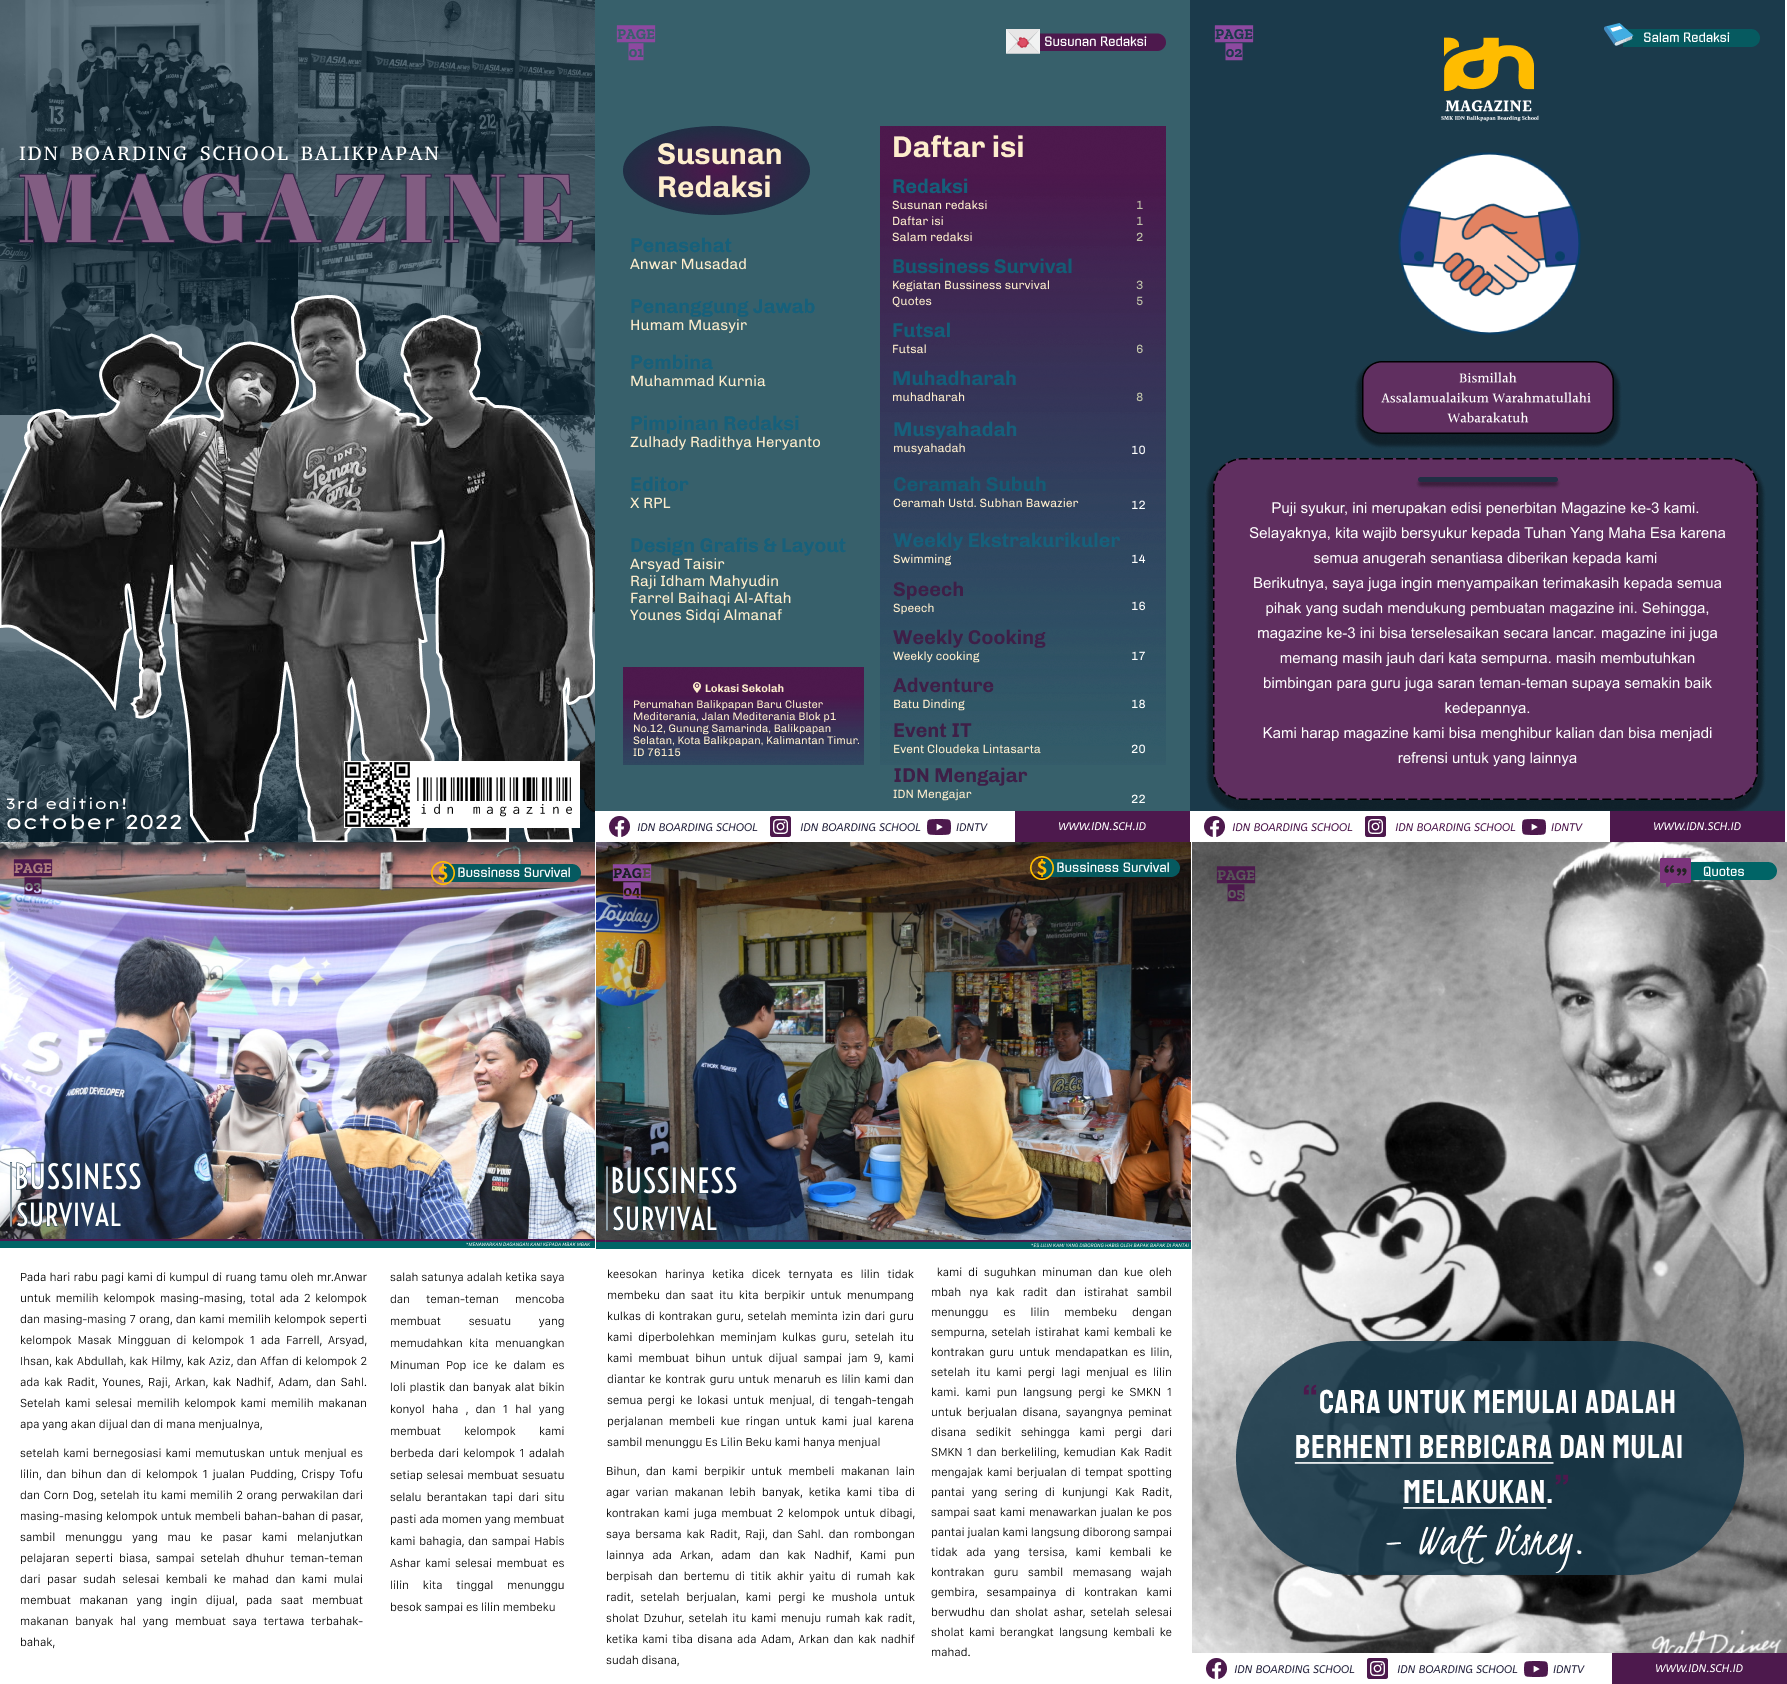 IDN BOARDING SCHOOL BALIKPAPAN
MAGAZINE
idn magazine
3rd edition!
october 2022
PAGE
01
Susunan Redaksi
Susunan
Redaksi
Penasehat
Anwar Musadad
Penanggung Jawab
Humam Muasyir
Pembina
Muhammad Kurnia
Pimpinan Redaksi
Zulhady Radithya Heryanto
Editor
X RPL
Design Grafis & Layout
Arsyad Taisir
Raji Idham Mahyudin
Farrel Baihaqi Al-Aftah
Younes Sidqi Almanaf
Lokasi Sekolah
Perumahan Balikpapan Baru Cluster
Mediterania, Jalan Mediterania Blok p1
No.12, Gunung Samarinda, Balikpapan
Selatan, Kota Balikpapan, Kalimantan Timur.
ID 76115
Daftar isi
Redaksi
Susunan redaksi 1
Daftar isi 1
Salam redaksi 2
Bussiness Survival
Kegiatan Bussiness survival 3
Quotes 5
Futsal
Futsal 6
Muhadharah
muhadharah 8
Musyahadah
musyahadah 10
Ceramah Subuh
Ceramah Ustd. Subhan Bawazier 12
Weekly Ekstrakurikuler
Swimming 14
Speech
Speech 16
Weekly Cooking
Weekly cooking 17
Adventure
Batu Dinding 18
Event IT
Event Cloudeka Lintasarta 20
IDN Mengajar
IDN Mengajar 22
IDN BOARDING SCHOOL IDN BOARDING SCHOOL IDNTV WWW.IDN.SCH.ID
PAGE
02
Salam Redaksi
idn
MAGAZINE
SMK IDN Balikpapan Boarding School
Bismillah
Assalamualaikum Warahmatullahi
Wabarakatuh
Puji syukur, ini merupakan edisi penerbitan Magazine ke-3 kami.
Selayaknya, kita wajib bersyukur kepada Tuhan Yang Maha Esa karena
semua anugerah senantiasa diberikan kepada kami
Berikutnya, saya juga ingin menyampaikan terimakasih kepada semua
pihak yang sudah mendukung pembuatan magazine ini. Sehingga,
magazine ke-3 ini bisa terselesaikan secara lancar. magazine ini juga
memang masih jauh dari kata sempurna. masih membutuhkan
bimbingan para guru juga saran teman-teman supaya semakin baik
kedepannya.
Kami harap magazine kami bisa menghibur kalian dan bisa menjadi
refrensi untuk yang lainnya
IDN BOARDING SCHOOL IDN BOARDING SCHOOL IDNTV WWW.IDN.SCH.ID
PAGE
03
Bussiness Survival
ANDROID DEVELOPER
BUSSINESS
SURVIVAL
*MENAWARKAN DAGANGAN KAMI KEPADA MBAK MBAK
Pada hari rabu pagi kami di kumpul di ruang tamu oleh mr.Anwar
untuk memilih kelompok masing-masing, total ada 2 kelompok
dan masing-masing 7 orang, dan kami memilih kelompok seperti
kelompok Masak Mingguan di kelompok 1 ada Farrell, Arsyad,
Ihsan, kak Abdullah, kak Hilmy, kak Aziz, dan Affan di kelompok 2
ada kak Radit, Younes, Raji, Arkan, kak Nadhif, Adam, dan Sahl.
Setelah kami selesai memilih kelompok kami memilih makanan
apa yang akan dijual dan di mana menjualnya,
setelah kami bernegosiasi kami memutuskan untuk menjual es
lilin, dan bihun dan di kelompok 1 jualan Pudding, Crispy Tofu
dan Corn Dog, setelah itu kami memilih 2 orang perwakilan dari
masing-masing kelompok untuk membeli bahan-bahan di pasar,
sambil menunggu yang mau ke pasar kami melanjutkan
pelajaran seperti biasa, sampai setelah dhuhur teman-teman
dari pasar sudah selesai kembali ke mahad dan kami mulai
membuat makanan yang ingin dijual, pada saat membuat
makanan banyak hal yang membuat saya tertawa terbahak-
bahak,
salah satunya adalah ketika saya
dan teman-teman mencoba
membuat sesuatu yang
memudahkan kita menuangkan
Minuman Pop ice ke dalam es
loli plastik dan banyak alat bikin
konyol haha , dan 1 hal yang
membuat kelompok kami
berbeda dari kelompok 1 adalah
setiap selesai membuat sesuatu
selalu berantakan tapi dari situ
pasti ada momen yang membuat
kami bahagia, dan sampai Habis
Ashar kami selesai membuat es
lilin kita tinggal menunggu
besok sampai es lilin membeku
PAGE
04
Bussiness Survival
Joyday
NETWORK ENGINEER
BUSSINESS
SURVIVAL
*ES LILIN KAMI YANG DIBORONG HABIS OLEH BAPAK BAPAK DI PANTAI
keesokan harinya ketika dicek ternyata es lilin tidak
membeku dan saat itu kita berpikir untuk menumpang
kulkas di kontrakan guru, setelah meminta izin dari guru
kami diperbolehkan meminjam kulkas guru, setelah itu
kami membuat bihun untuk dijual sampai jam 9, kami
diantar ke kontrak guru untuk menaruh es lilin kami dan
semua pergi ke lokasi untuk menjual, di tengah-tengah
perjalanan membeli kue ringan untuk kami jual karena
sambil menunggu Es Lilin Beku kami hanya menjual
Bihun, dan kami berpikir untuk membeli makanan lain
agar varian makanan lebih banyak, ketika kami tiba di
kontrakan kami juga membuat 2 kelompok untuk dibagi,
saya bersama kak Radit, Raji, dan Sahl. dan rombongan
lainnya ada Arkan, adam dan kak Nadhif, Kami pun
berpisah dan bertemu di titik akhir yaitu di rumah kak
radit, setelah berjualan, kami pergi ke mushola untuk
sholat Dzuhur, setelah itu kami menuju rumah kak radit,
ketika kami tiba disana ada Adam, Arkan dan kak nadhif
sudah disana,
kami di suguhkan minuman dan kue oleh
mbah nya kak radit dan istirahat sambil
menunggu es lilin membeku dengan
sempurna, setelah istirahat kami kembali ke
kontrakan guru untuk mendapatkan es lilin,
setelah itu kami pergi lagi menjual es lilin
kami. kami pun langsung pergi ke SMKN 1
untuk berjualan disana, sayangnya peminat
disana sedikit sehingga kami pergi dari
SMKN 1 dan berkeliling, kemudian Kak Radit
mengajak kami berjualan di tempat spotting
pantai yang sering di kunjungi Kak Radit,
sampai saat kami menawarkan jualan ke pos
pantai jualan kami langsung diborong sampai
tidak ada yang tersisa, kami kembali ke
kontrakan guru sambil memasang wajah
gembira, sesampainya di kontrakan kami
berwudhu dan sholat ashar, setelah selesai
sholat kami berangkat langsung kembali ke
mahad.
PAGE
05
Quotes
“CARA UNTUK MEMULAI ADALAH
BERHENTI BERBICARA DAN MULAI
MELAKUKAN.”
– Walt Disney.
Walt Disney
IDN BOARDING SCHOOL IDN BOARDING SCHOOL IDNTV WWW.IDN.SCH.ID